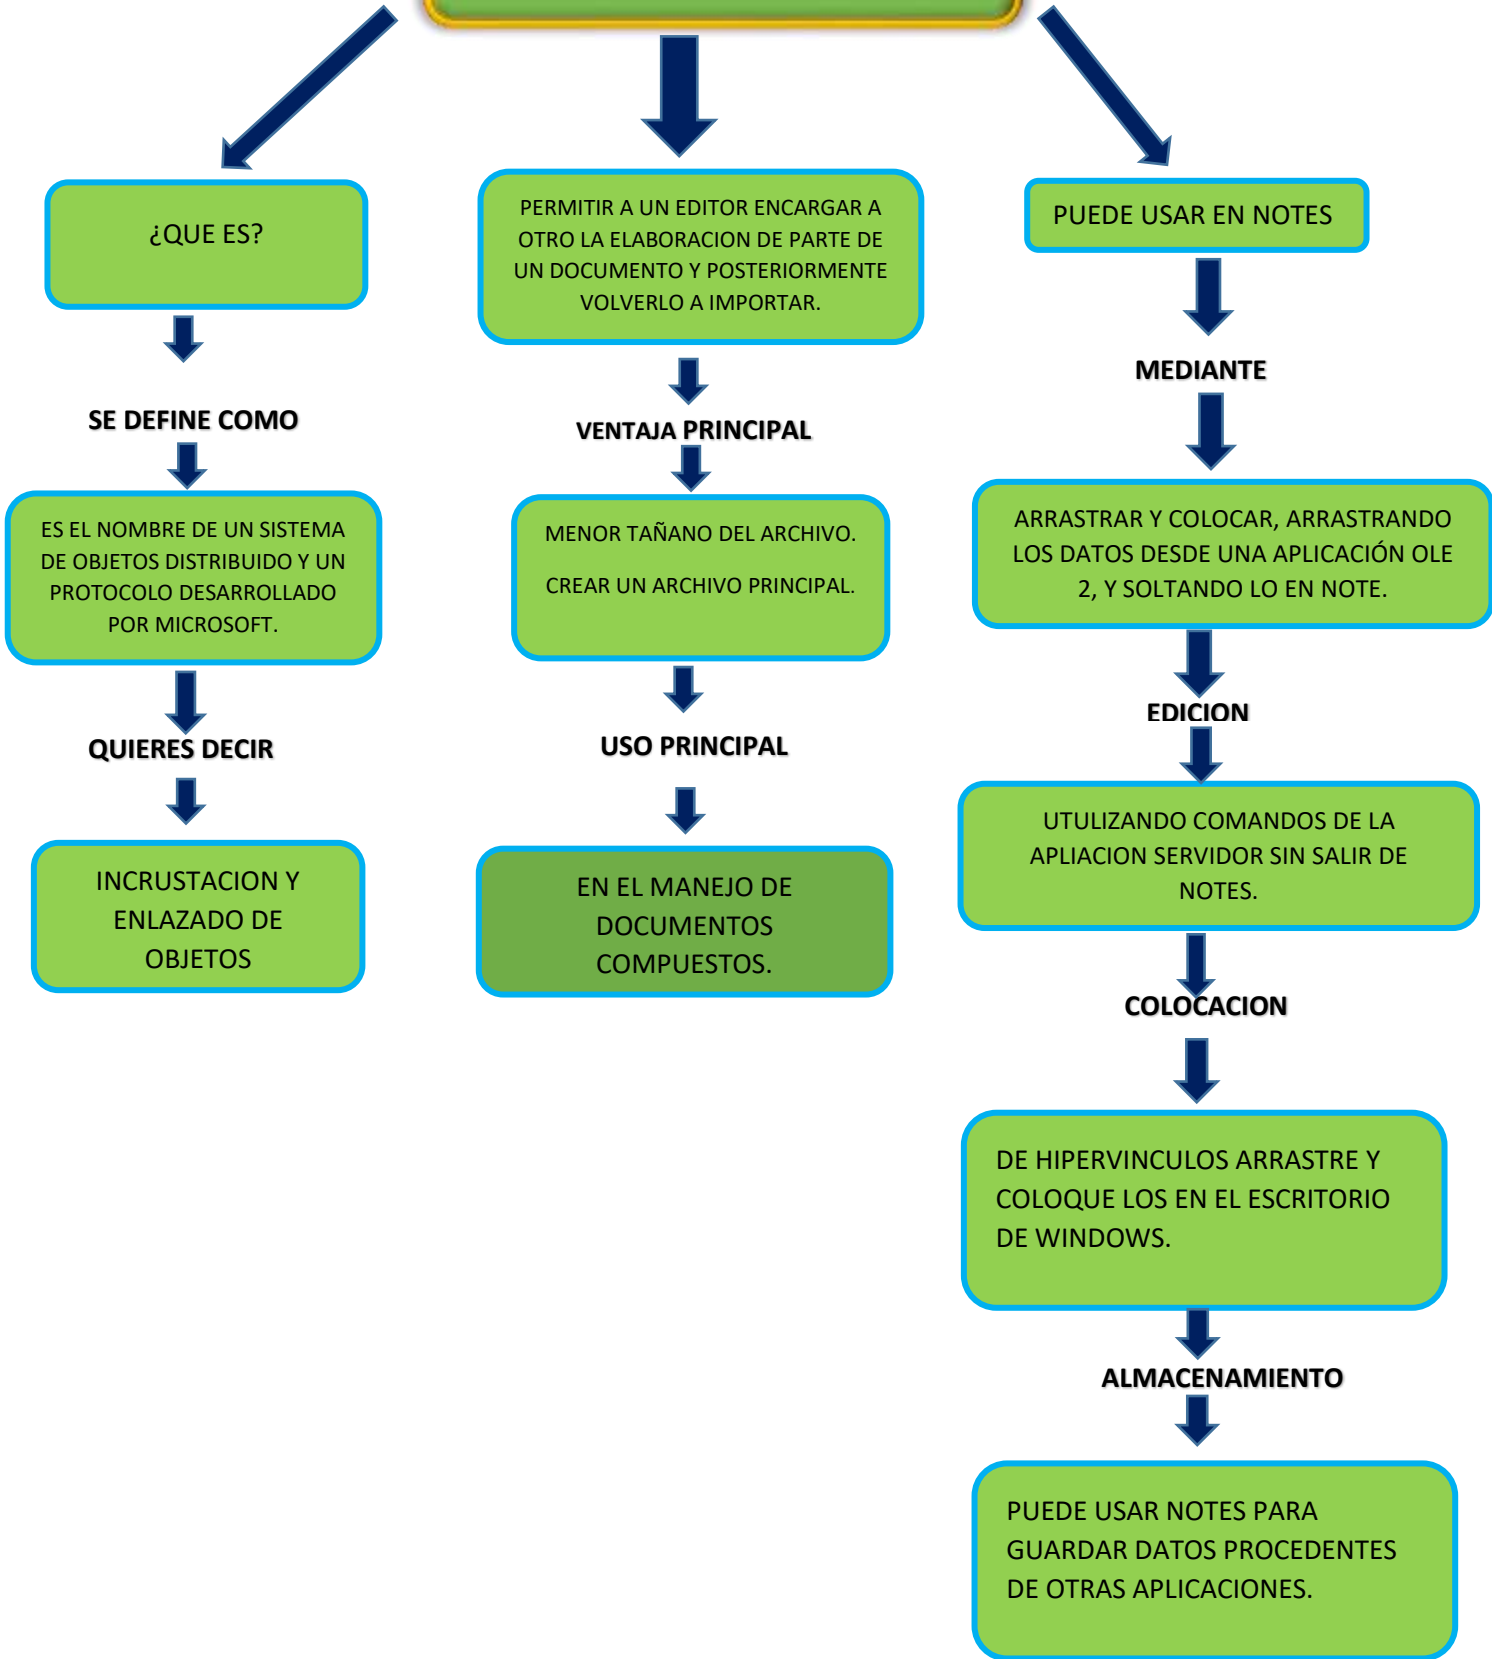 ¿QUE ES?
SE DEFINE COMO
ES EL NOMBRE DE UN SISTEMA
DE OBJETOS DISTRIBUIDO Y UN
PROTOCOLO DESARROLLADO
POR MICROSOFT.
QUIERES DECIR
INCRUSTACION Y
ENLAZADO DE
OBJETOS
PERMITIR A UN EDITOR ENCARGAR A
OTRO LA ELABORACION DE PARTE DE
UN DOCUMENTO Y POSTERIORMENTE
VOLVERLO A IMPORTAR.
VENTAJA PRINCIPAL
MENOR TAÑANO DEL ARCHIVO.
CREAR UN ARCHIVO PRINCIPAL.
USO PRINCIPAL
EN EL MANEJO DE
DOCUMENTOS
COMPUESTOS.
PUEDE USAR EN NOTES
MEDIANTE
ARRASTRAR Y COLOCAR, ARRASTRANDO
LOS DATOS DESDE UNA APLICACIÓN OLE
2, Y SOLTANDO LO EN NOTE.
EDICION
UTULIZANDO COMANDOS DE LA
APLIACION SERVIDOR SIN SALIR DE
NOTES.
COLOCACION
DE HIPERVINCULOS ARRASTRE Y
COLOQUE LOS EN EL ESCRITORIO
DE WINDOWS.
ALMACENAMIENTO
PUEDE USAR NOTES PARA
GUARDAR DATOS PROCEDENTES
DE OTRAS APLICACIONES.